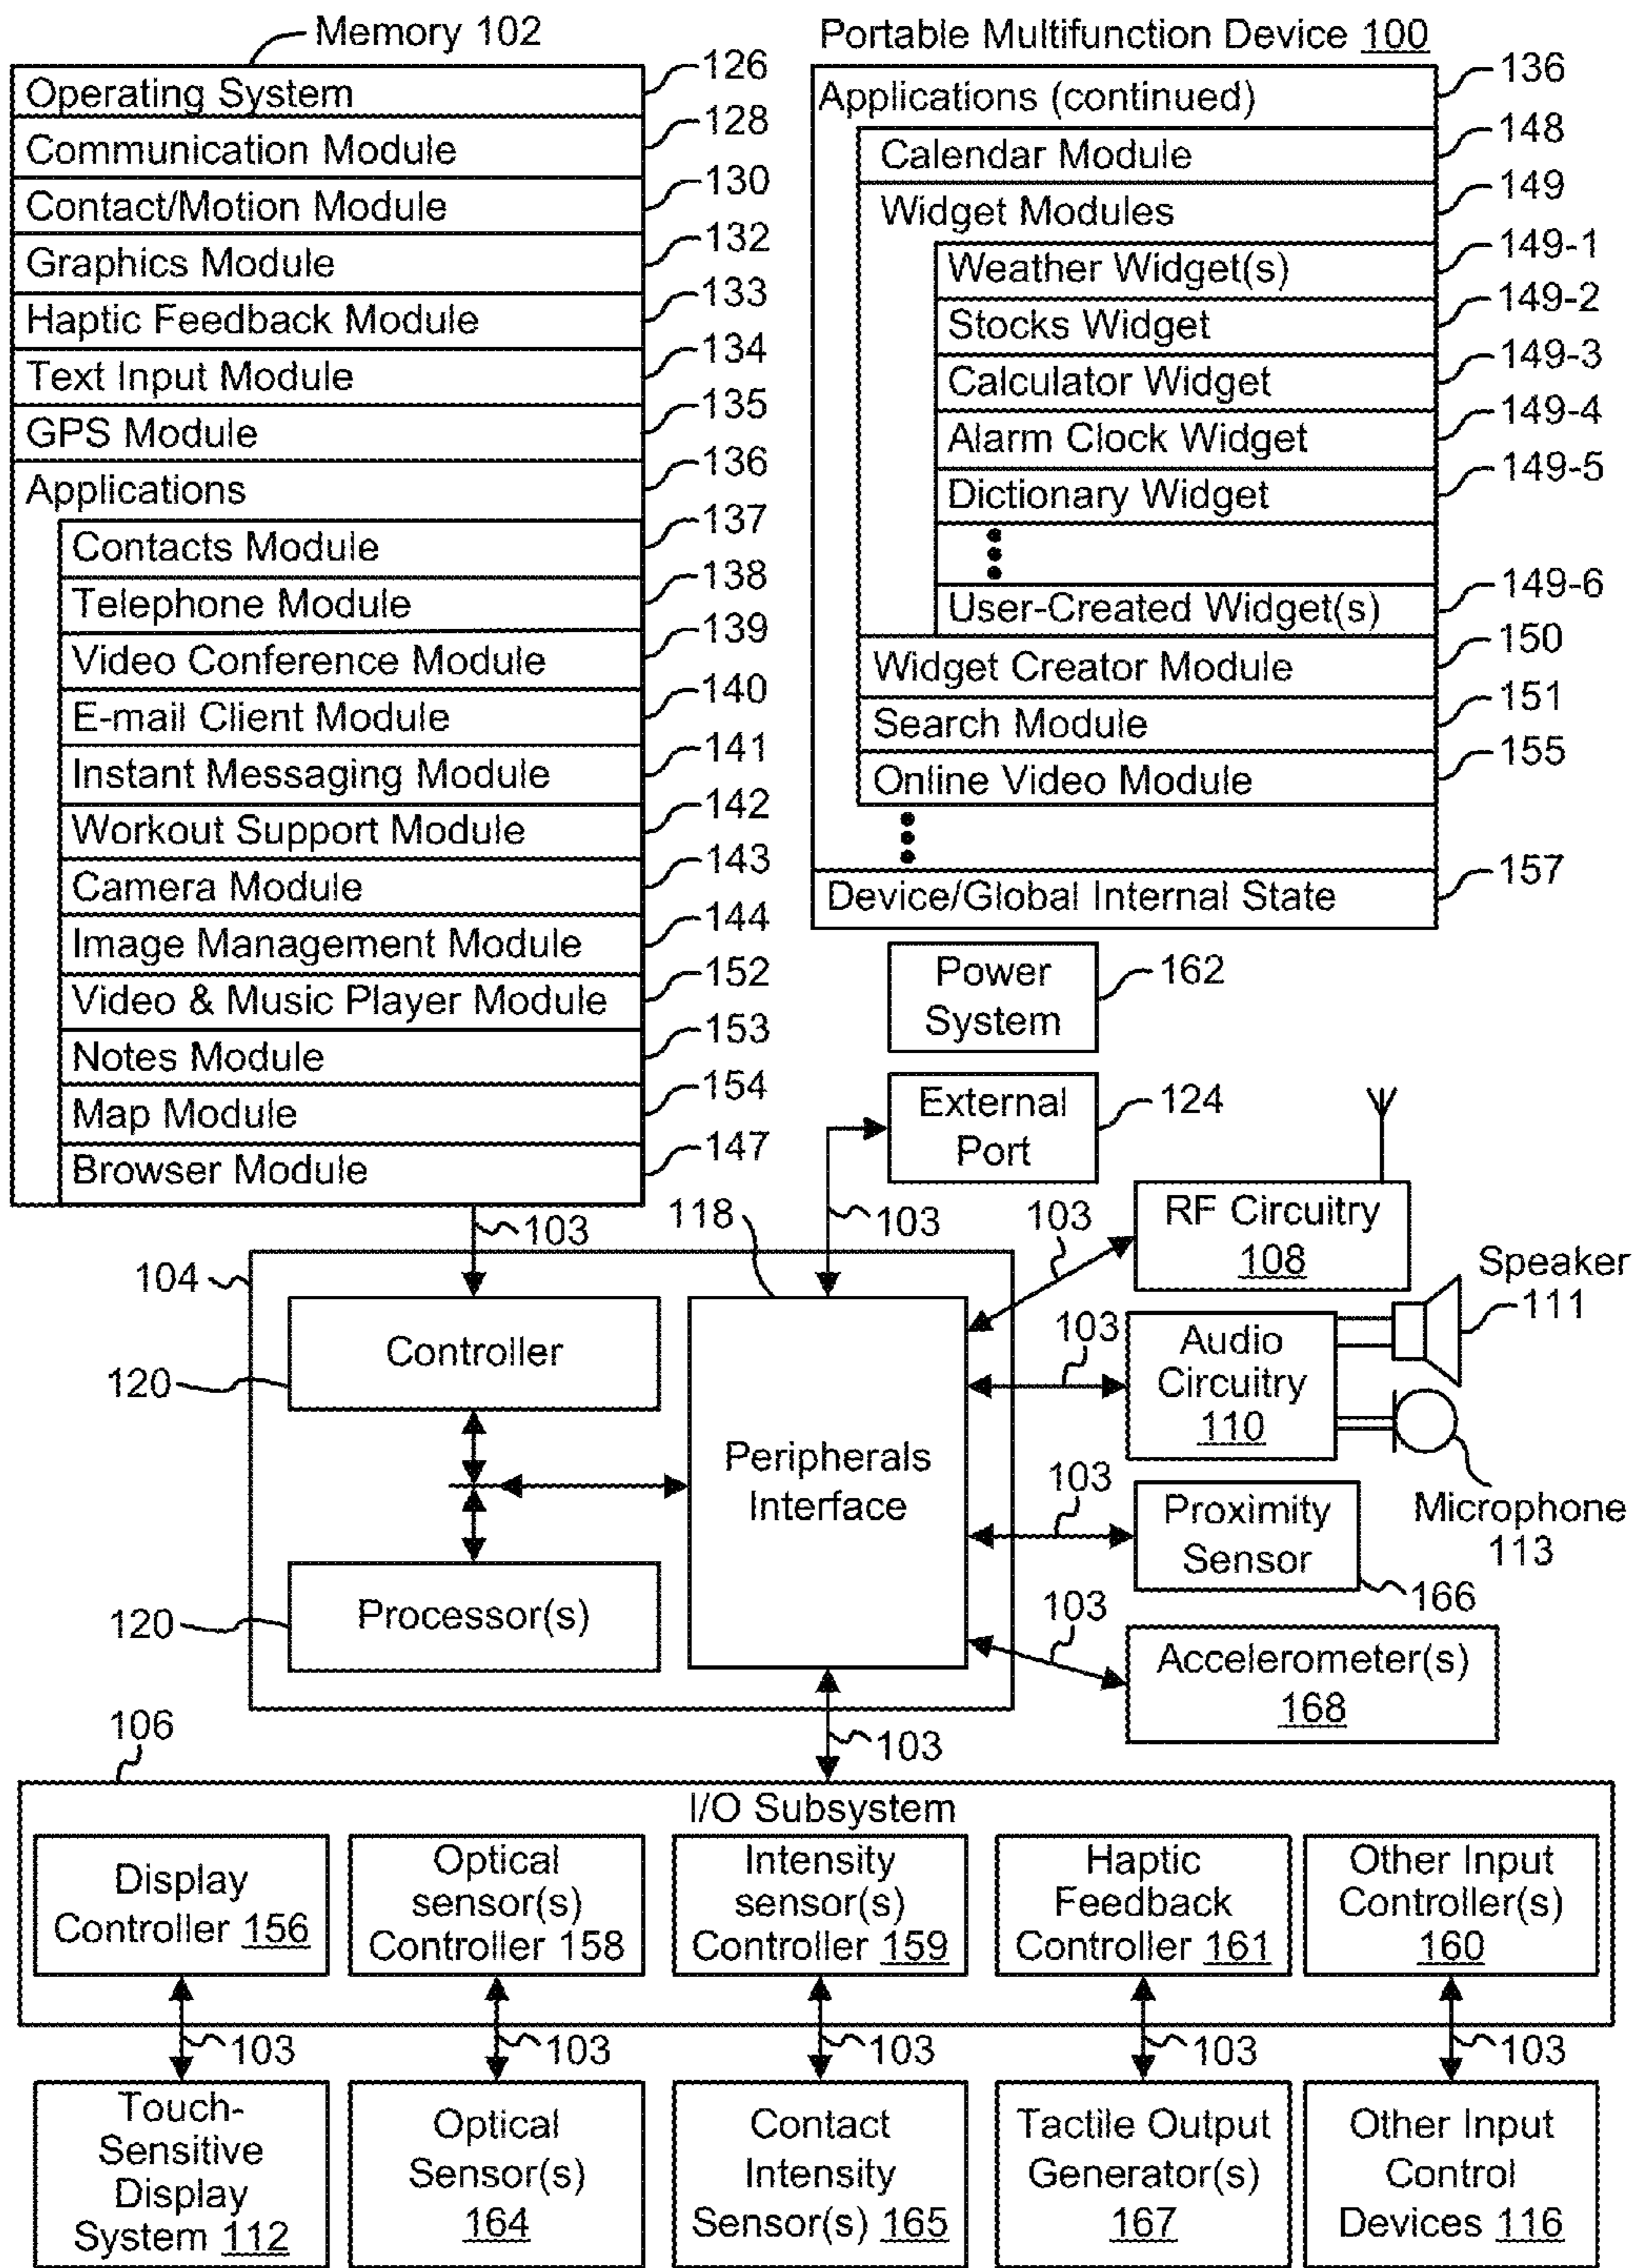 Memory 102
Operating System 126
Communication Module 128
Contact/Motion Module 130
Graphics Module 132
Haptic Feedback Module 133
Text Input Module 134
GPS Module 135
Applications 136
Contacts Module 137
Telephone Module 138
Video Conference Module 139
E-mail Client Module 140
Instant Messaging Module 141
Workout Support Module 142
Camera Module 143
Image Management Module 144
Video & Music Player Module 152
Notes Module 153
Map Module 154
Browser Module 147
Portable Multifunction Device 100
Applications (continued) 136
Calendar Module 148
Widget Modules 149
Weather Widget(s) 149-1
Stocks Widget 149-2
Calculator Widget 149-3
Alarm Clock Widget 149-4
Dictionary Widget 149-5
User-Created Widget(s) 149-6
Widget Creator Module 150
Search Module 151
Online Video Module 155
Device/Global Internal State 157
Power
System
162
External
Port
124
103
118
103
103
RF Circuitry
108
104
Speaker
111
Controller
120
103
Audio
Circuitry
110
Peripherals
Interface
103
Proximity
Sensor
166
Microphone
113
Processor(s)
120
103
Accelerometer(s)
168
106
103
I/O Subsystem
Display
Controller 156
Optical
sensor(s)
Controller 158
Intensity
sensor(s)
Controller 159
Haptic
Feedback
Controller 161
Other Input
Controller(s)
160
103
103
103
103
103
Touch-
Sensitive
Display
System 112
Optical
Sensor(s)
164
Contact
Intensity
Sensor(s) 165
Tactile Output
Generator(s)
167
Other Input
Control
Devices 116